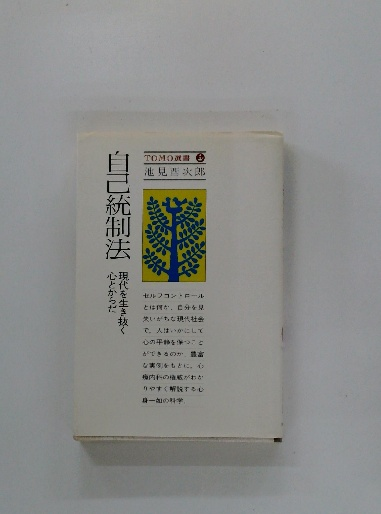 TOMO選書
池見酉次郎
自己統制法
現代を生き抜く
心とからだ
セルフコントロール
とは何か。自分を見
失いがちな現代社会
で、人はいかにして
心の平静を保つこと
ができるのか。豊富
な実例をもとに、心
療内科の権威がわか
りやすく解説する心
身一如の科学。